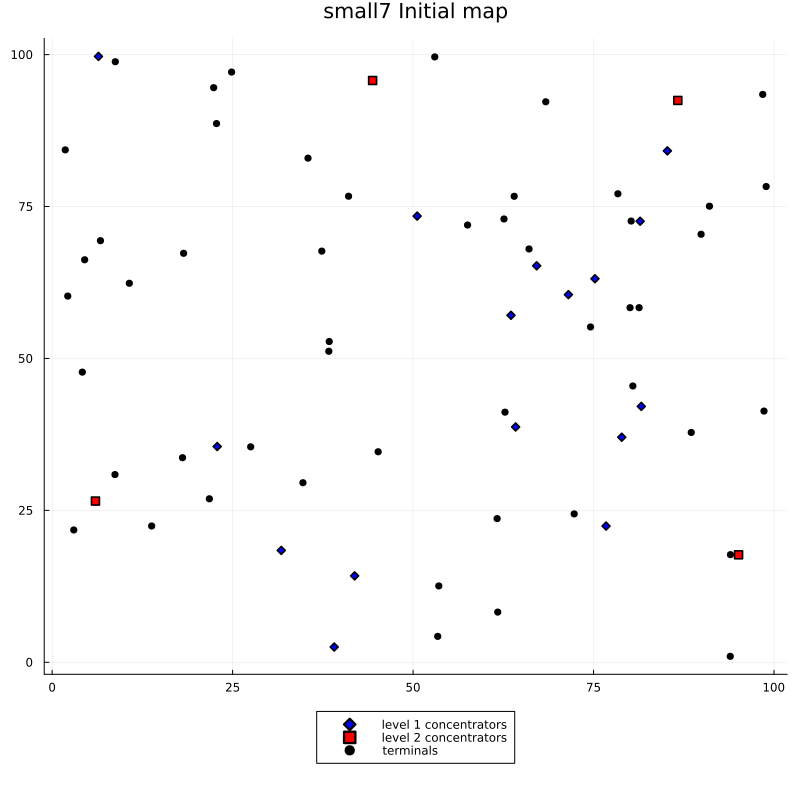 small7 Initial map
100
75
50
25
0
0 25 50 75 100
level 1 concentrators
level 2 concentrators
terminals